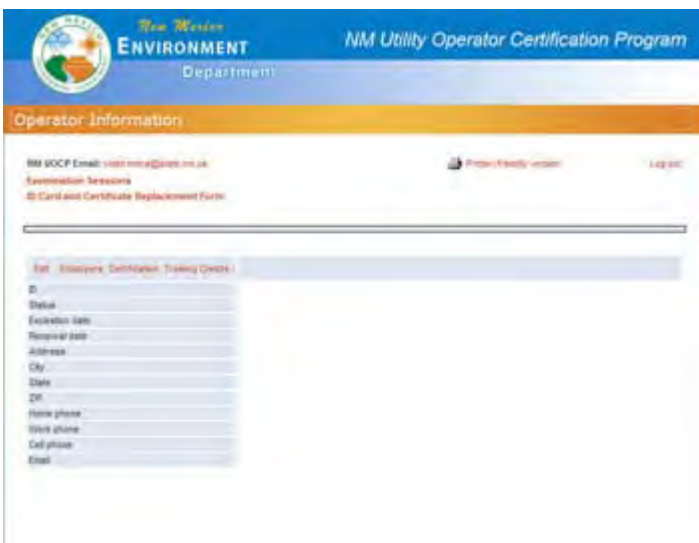 New Mexico
ENVIRONMENT
Department
NM Utility Operator Certification Program
Operator Information
NM UOCP Email:
Printer friendly version
Log out
Examination Sessions
ID Card and Certificate Replacement Form
Edit Employers Certification Training Credits
ID
Status
Expiration date
Renewal date
Address
City
State
ZIP
Home phone
Work phone
Cell phone
Email